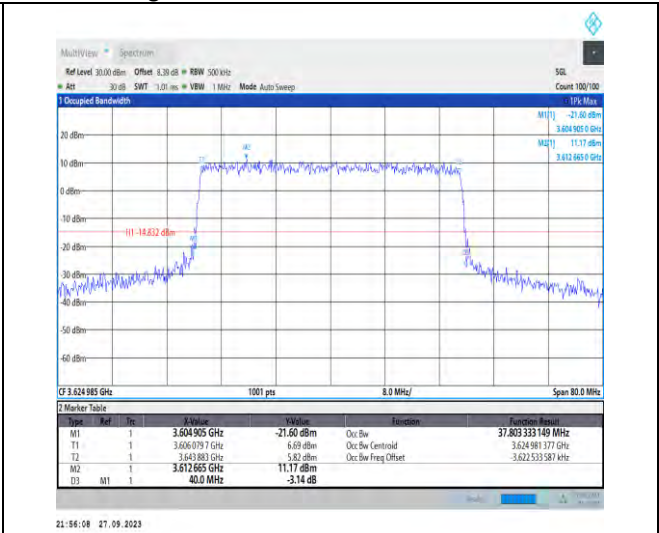 MultiView Spectrum
Ref Level 30.00 dBm Offset 8.39 dB RBW 500 kHz SGL
Att 30 dB SWT 1.01 ms VBW 1 MHz Mode Auto Sweep Count 100/100
1 Occupied Bandwidth 1Pk Max
M1[1] -21.60 dBm
3.604 905 0 GHz
M2[1] 11.17 dBm
3.612 665 0 GHz
20 dBm
10 dBm
0 dBm
-10 dBm
H1 -14.832 dBm
-30 dBm
-40 dBm
-50 dBm
-60 dBm
M2
CF 3.624 985 GHz 1001 pts 8.0 MHz/ Span 80.0 MHz
2 Marker Table
Type Ref Trc X-Value Y-Value Function Function Result
M1 1 3.604 905 GHz -21.60 dBm Occ Bw 37.803 333 149 MHz
T1 1 3.606 079 7 GHz 6.69 dBm Occ Bw Centroid 3.624 981 377 GHz
T2 1 3.643 883 GHz 5.82 dBm Occ Bw Freq Offset -3.622 533 587 kHz
M2 1 3.612 665 GHz 11.17 dBm
D3 M1 1 40.0 MHz -3.14 dB
21:56:08 27.09.2023